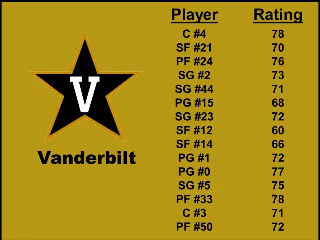 Player Rating
C #4 78
SF #21 70
PF #24 76
SG #2 73
SG #44 71
PG #15 68
SG #23 72
SF #12 60
SF #14 66
PG #1 72
PG #0 77
SG #5 75
PF #33 78
C #3 71
PF #50 72
V
Vanderbilt